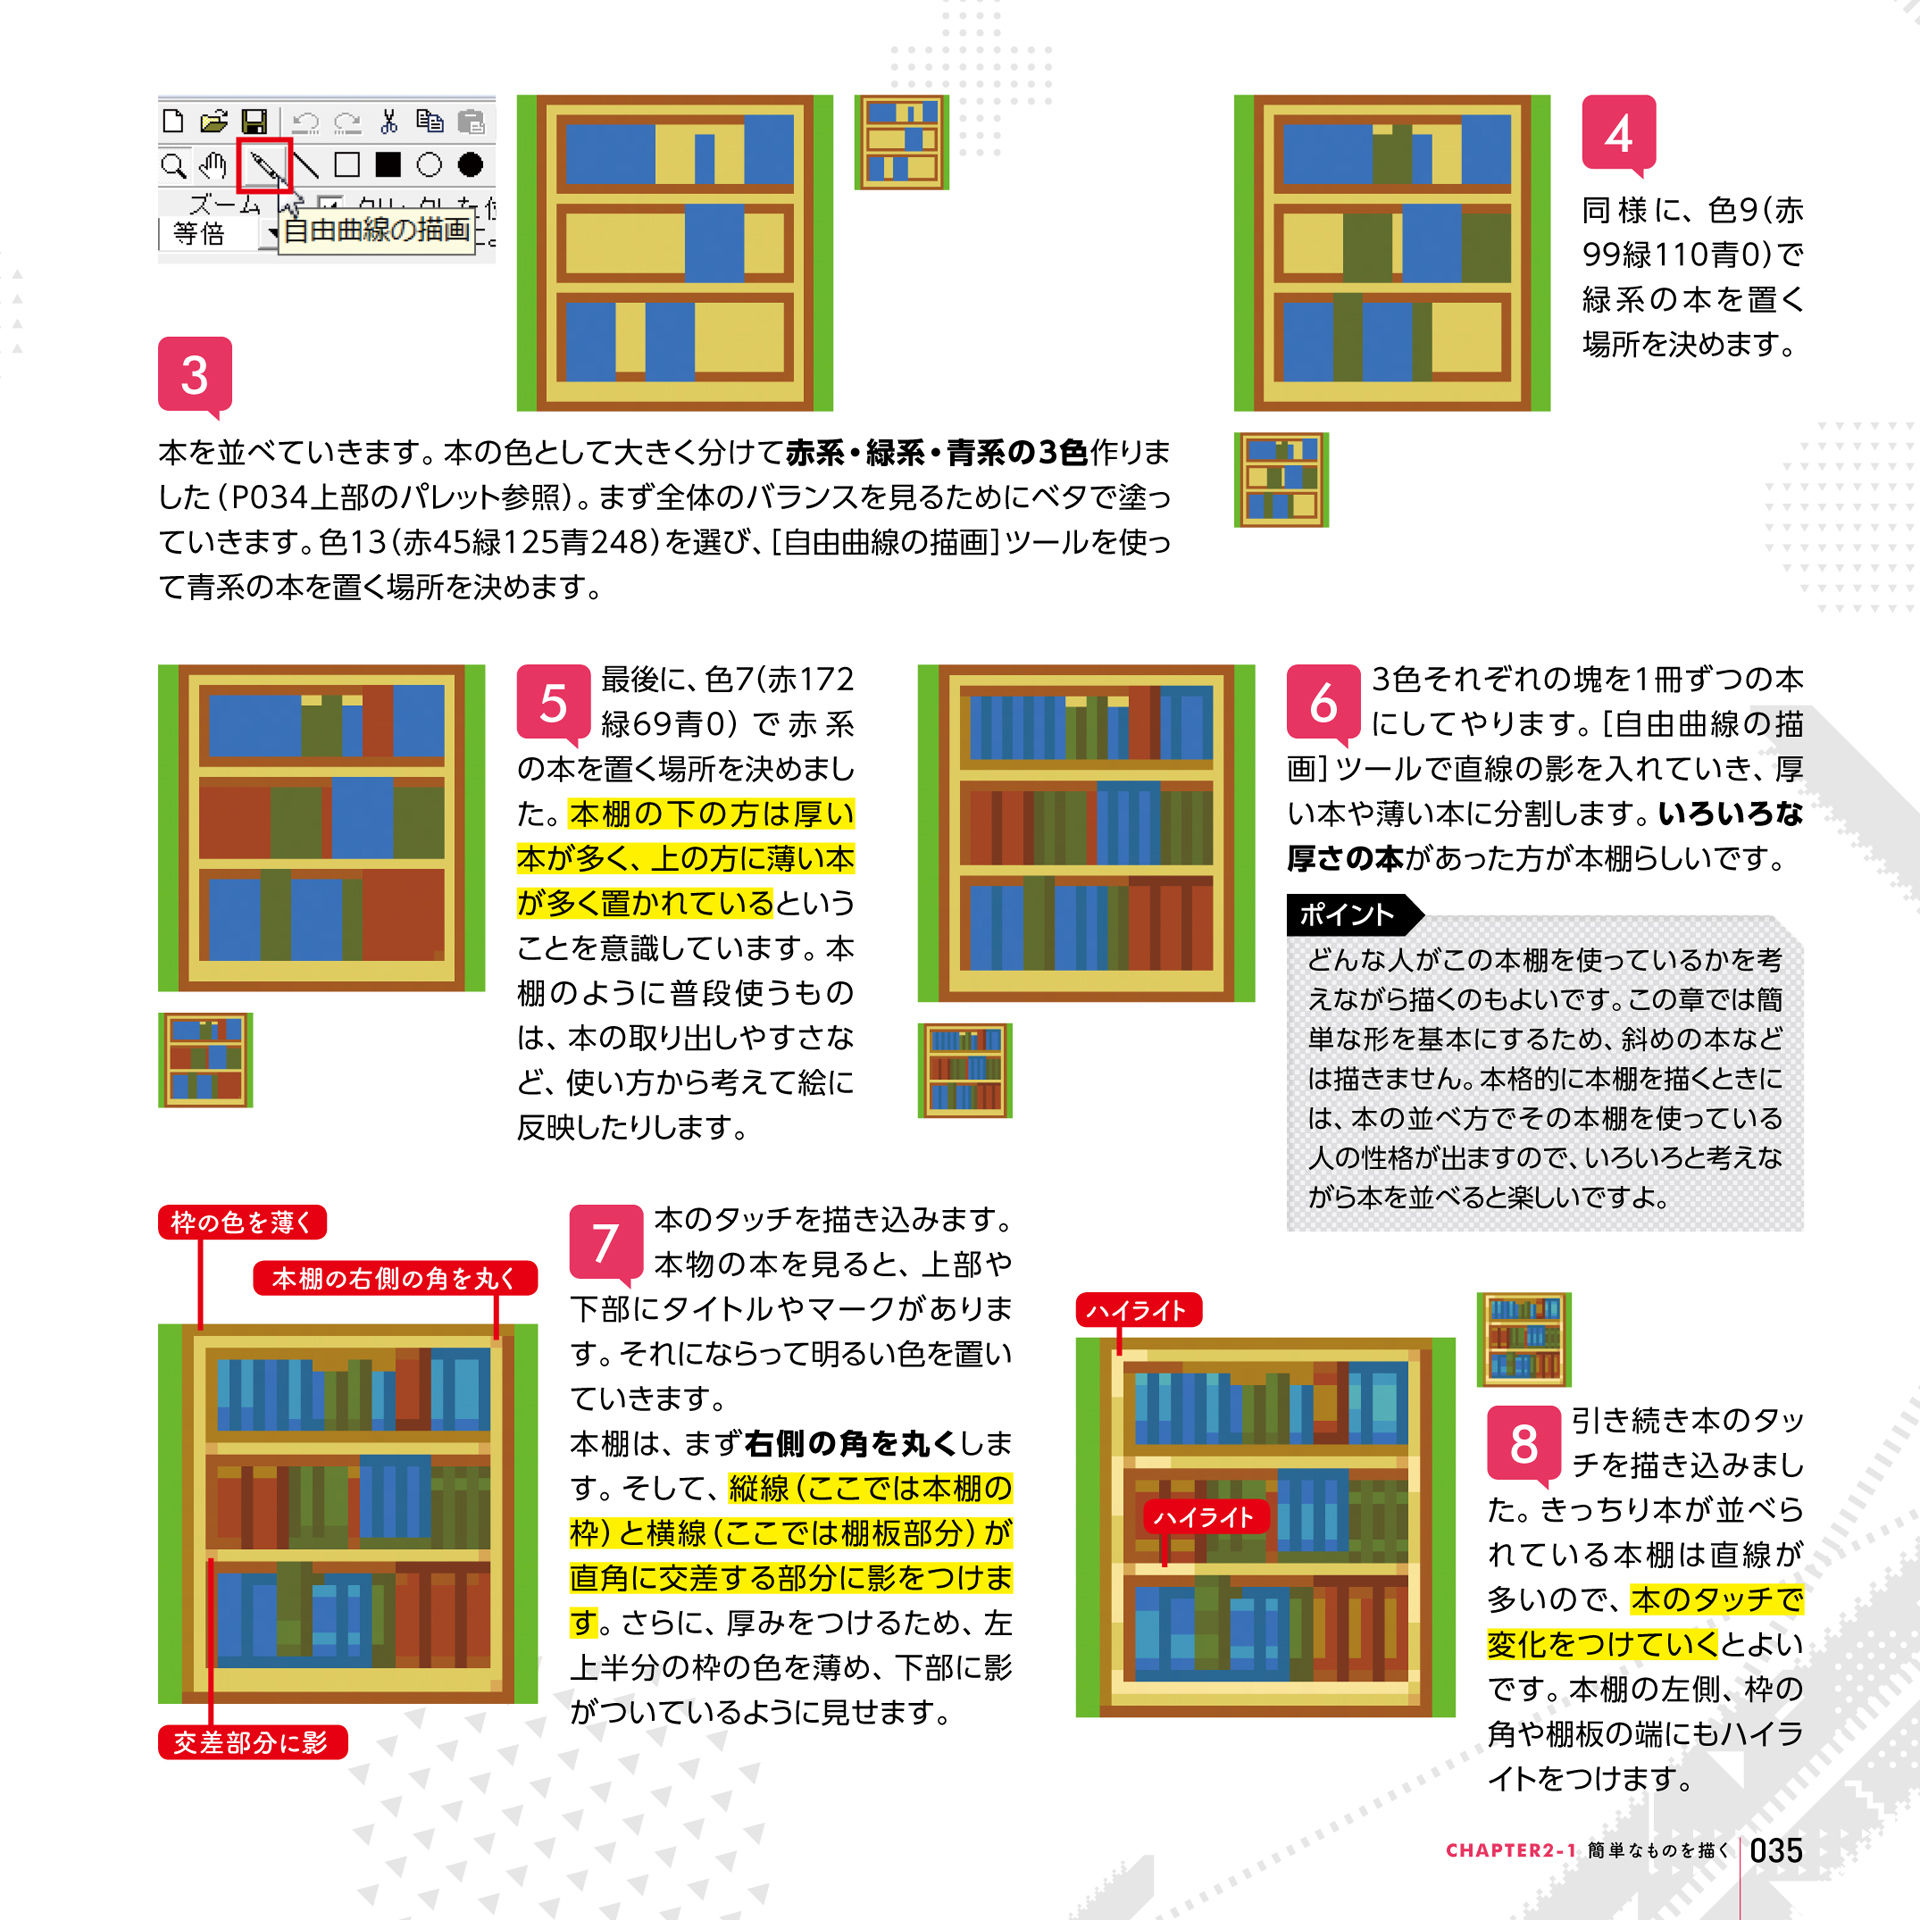 ズーム
等倍
自由曲線の描画
3
本を並べていきます。本の色として大きく分けて赤系・緑系・青系の3色作りま
した（P034上部のパレット参照）。まず全体のバランスを見るためにベタで塗っ
ていきます。色13（赤45緑125青248）を選び、［自由曲線の描画］ツールを使っ
て青系の本を置く場所を決めます。
4
同様に、色9（赤
99緑110青0）で
緑系の本を置く
場所を決めます。
5
最後に、色7（赤172
緑69青0）で赤系
の本を置く場所を決めまし
た。本棚の下の方は厚い
本が多く、上の方に薄い本
が多く置かれているという
ことを意識しています。本
棚のように普段使うもの
は、本の取り出しやすさな
ど、使い方から考えて絵に
反映したりします。
6
3色それぞれの塊を1冊ずつの本
にしてやります。［自由曲線の描
画］ツールで直線の影を入れていき、厚
い本や薄い本に分割します。いろいろな
厚さの本があった方が本棚らしいです。
ポイント
どんな人がこの本棚を使っているかを考
えながら描くのもよいです。この章では簡
単な形を基本にするため、斜めの本など
は描きません。本格的に本棚を描くときに
は、本の並べ方でその本棚を使っている
人の性格が出ますので、いろいろと考えな
がら本を並べると楽しいですよ。
枠の色を薄く
本棚の右側の角を丸く
交差部分に影
7
本のタッチを描き込みます。
本物の本を見ると、上部や
下部にタイトルやマークがありま
す。それにならって明るい色を置い
ていきます。
本棚は、まず右側の角を丸くしま
す。そして、縦線（ここでは本棚の
枠）と横線（ここでは棚板部分）が
直角に交差する部分に影をつけま
す。さらに、厚みをつけるため、左
上半分の枠の色を薄め、下部に影
がついているように見せます。
ハイライト
ハイライト
8
引き続き本のタッ
チを描き込みまし
た。きっちり本が並べら
れている本棚は直線が
多いので、本のタッチで
変化をつけていくとよい
です。本棚の左側、枠の
角や棚板の端にもハイラ
イトをつけます。
CHAPTER2-1 簡単なものを描く 035